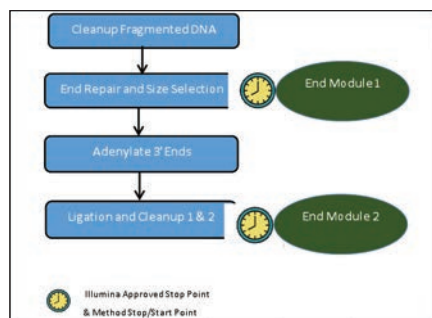 Cleanup Fragmented DNA
End Repair and Size Selection
End Module 1
Adenylate 3' Ends
Ligation and Cleanup 1 & 2
End Module 2
Illumina Approved Stop Point
& Method Stop/Start Point